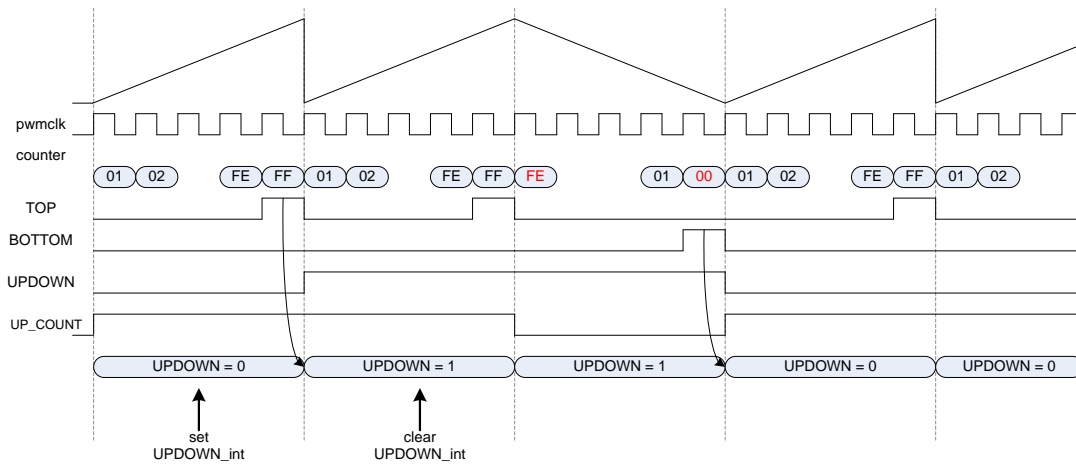 pwmclk
counter
01 02 FE FF 01 02 FE FF FE 01 00 01 02 FE FF 01 02
TOP
BOTTOM
UPDOWN
UP_COUNT
UPDOWN = 0 UPDOWN = 1 UPDOWN = 1 UPDOWN = 0 UPDOWN = 0
set
UPDOWN_int
clear
UPDOWN_int